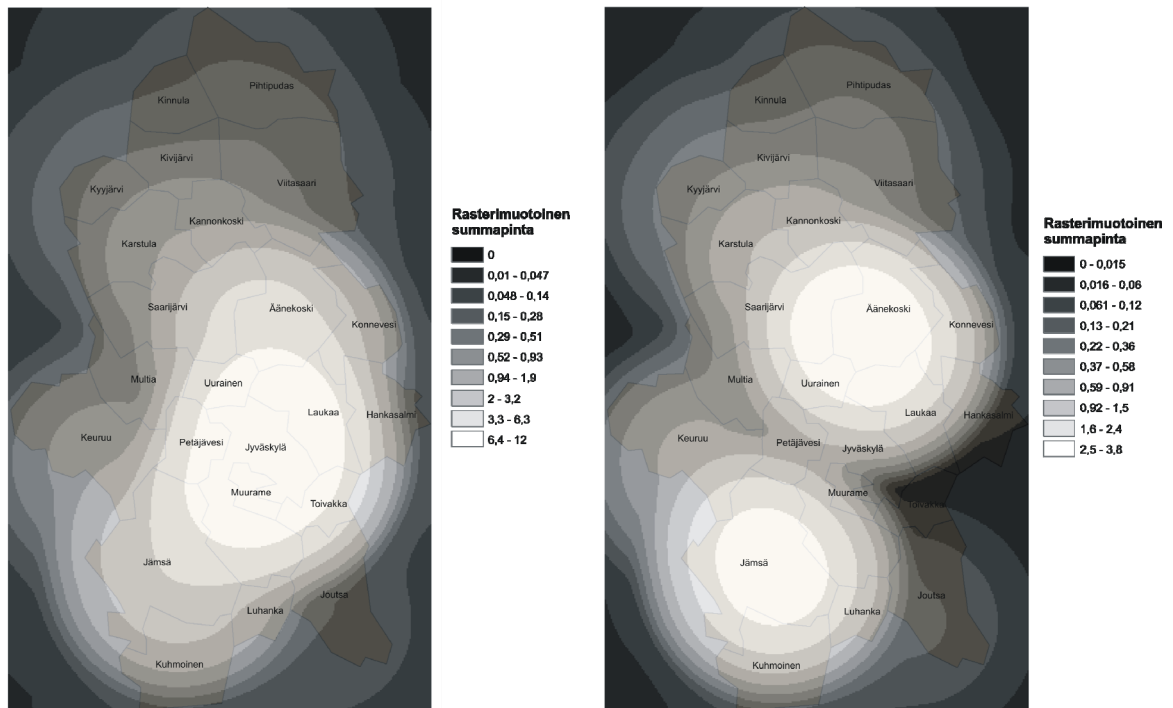 Pihtipudas
Kinnula
Kivijärvi
Kyyjärvi
Viitasaari
Kannonkoski
Karstula
Saarijärvi
Äänekoski
Konnevesi
Multia
Uurainen
Laukaa
Hankasalmi
Keuruu
Petäjävesi
Jyväskylä
Muurame
Toivakka
Jämsä
Joutsa
Luhanka
Kuhmoinen
Rasterimuotoinen
summapinta
0
0,01 - 0,047
0,048 - 0,14
0,15 - 0,28
0,29 - 0,51
0,52 - 0,93
0,94 - 1,9
2 - 3,2
3,3 - 6,3
6,4 - 12
Pihtipudas
Kinnula
Kivijärvi
Kyyjärvi
Viitasaari
Kannonkoski
Karstula
Saarijärvi
Äänekoski
Konnevesi
Multia
Uurainen
Laukaa
Hankasalmi
Keuruu
Petäjävesi
Jyväskylä
Muurame
Toivakka
Jämsä
Joutsa
Luhanka
Kuhmoinen
Rasterimuotoinen
summapinta
0 - 0,015
0,016 - 0,06
0,061 - 0,12
0,13 - 0,21
0,22 - 0,36
0,37 - 0,58
0,59 - 0,91
0,92 - 1,5
1,6 - 2,4
2,5 - 3,8